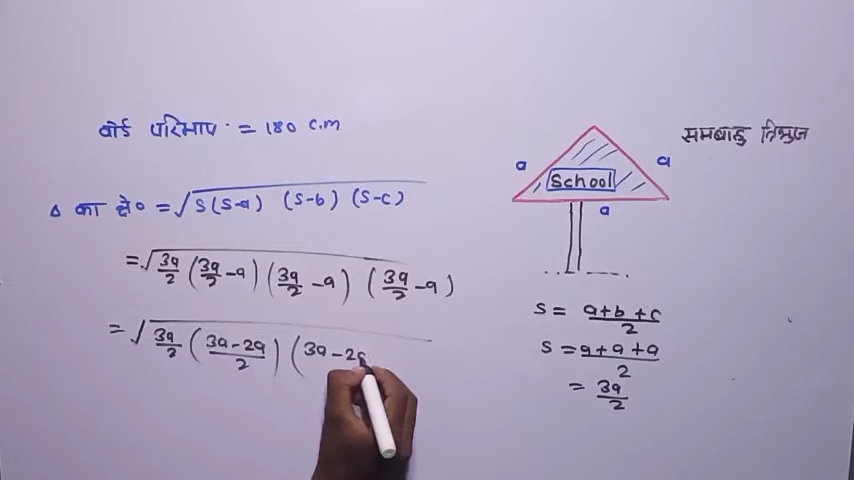 बोर्ड परिमाप = 180 c.m
समबाहु त्रिभुज
a
a
School
a
Δ का क्षे० = √S(S-a) (S-b) (S-c)
= √3a/2 (3a/2 -a) (3a/2 -a) (3a/2 -a)
= √3a/2 (3a-2a/2) (3a-2a
S = a+b+c/2
S = a+a+a/2
= 3a/2